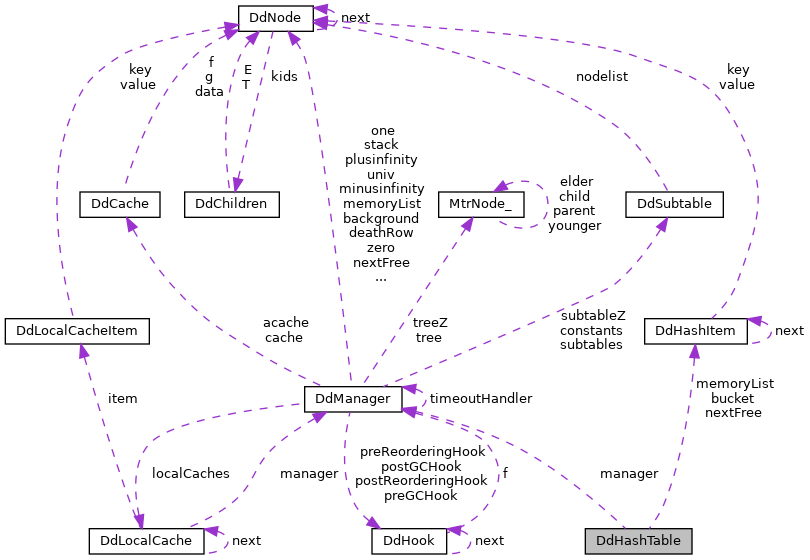 DdNode
next
key
value
f
g
data
E
T
kids
nodelist
key
value
one
stack
plusinfinity
univ
minusinfinity
memoryList
background
deathRow
zero
nextFree
...
elder
child
parent
younger
DdCache
DdChildren
MtrNode_
DdSubtable
acache
cache
treeZ
tree
subtableZ
constants
subtables
DdLocalCacheItem
DdHashItem
next
item
DdManager
timeoutHandler
memoryList
bucket
nextFree
localCaches
manager
preReorderingHook
postGCHook
postReorderingHook
preGCHook
f
manager
DdLocalCache
next
DdHook
next
DdHashTable